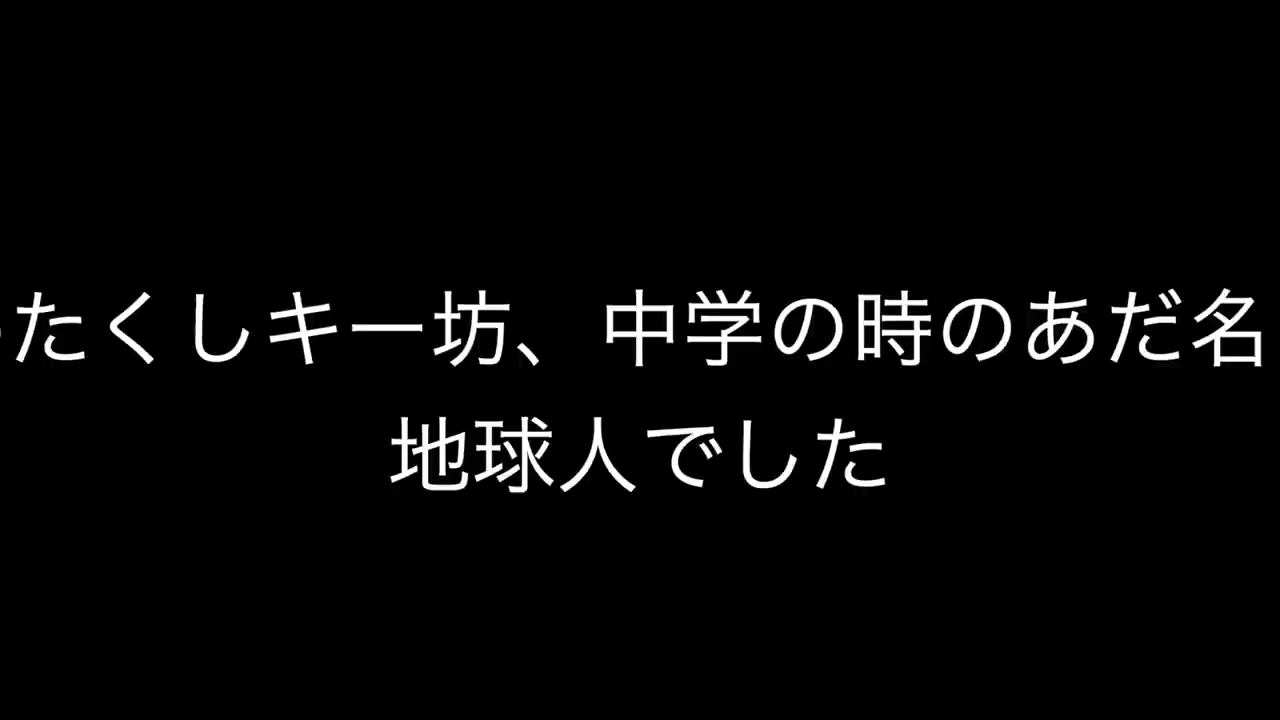 たくしキー坊、中学の時のあだ名
地球人でした